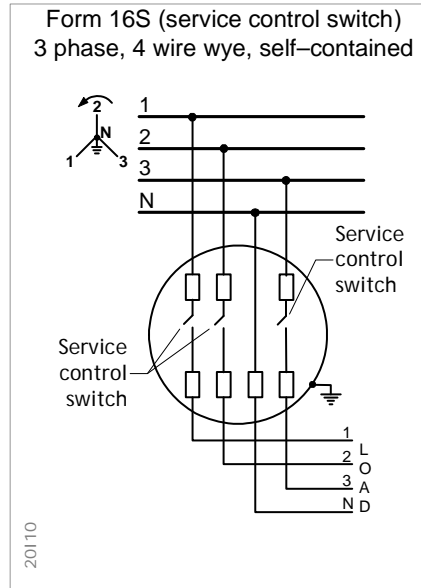 Form 16S (service control switch)
3 phase, 4 wire wye, self–contained
2
N
1
3
1
2
3
N
Service
control
switch
Service
control
switch
1
2
3
N
L
O
A
D
20I10